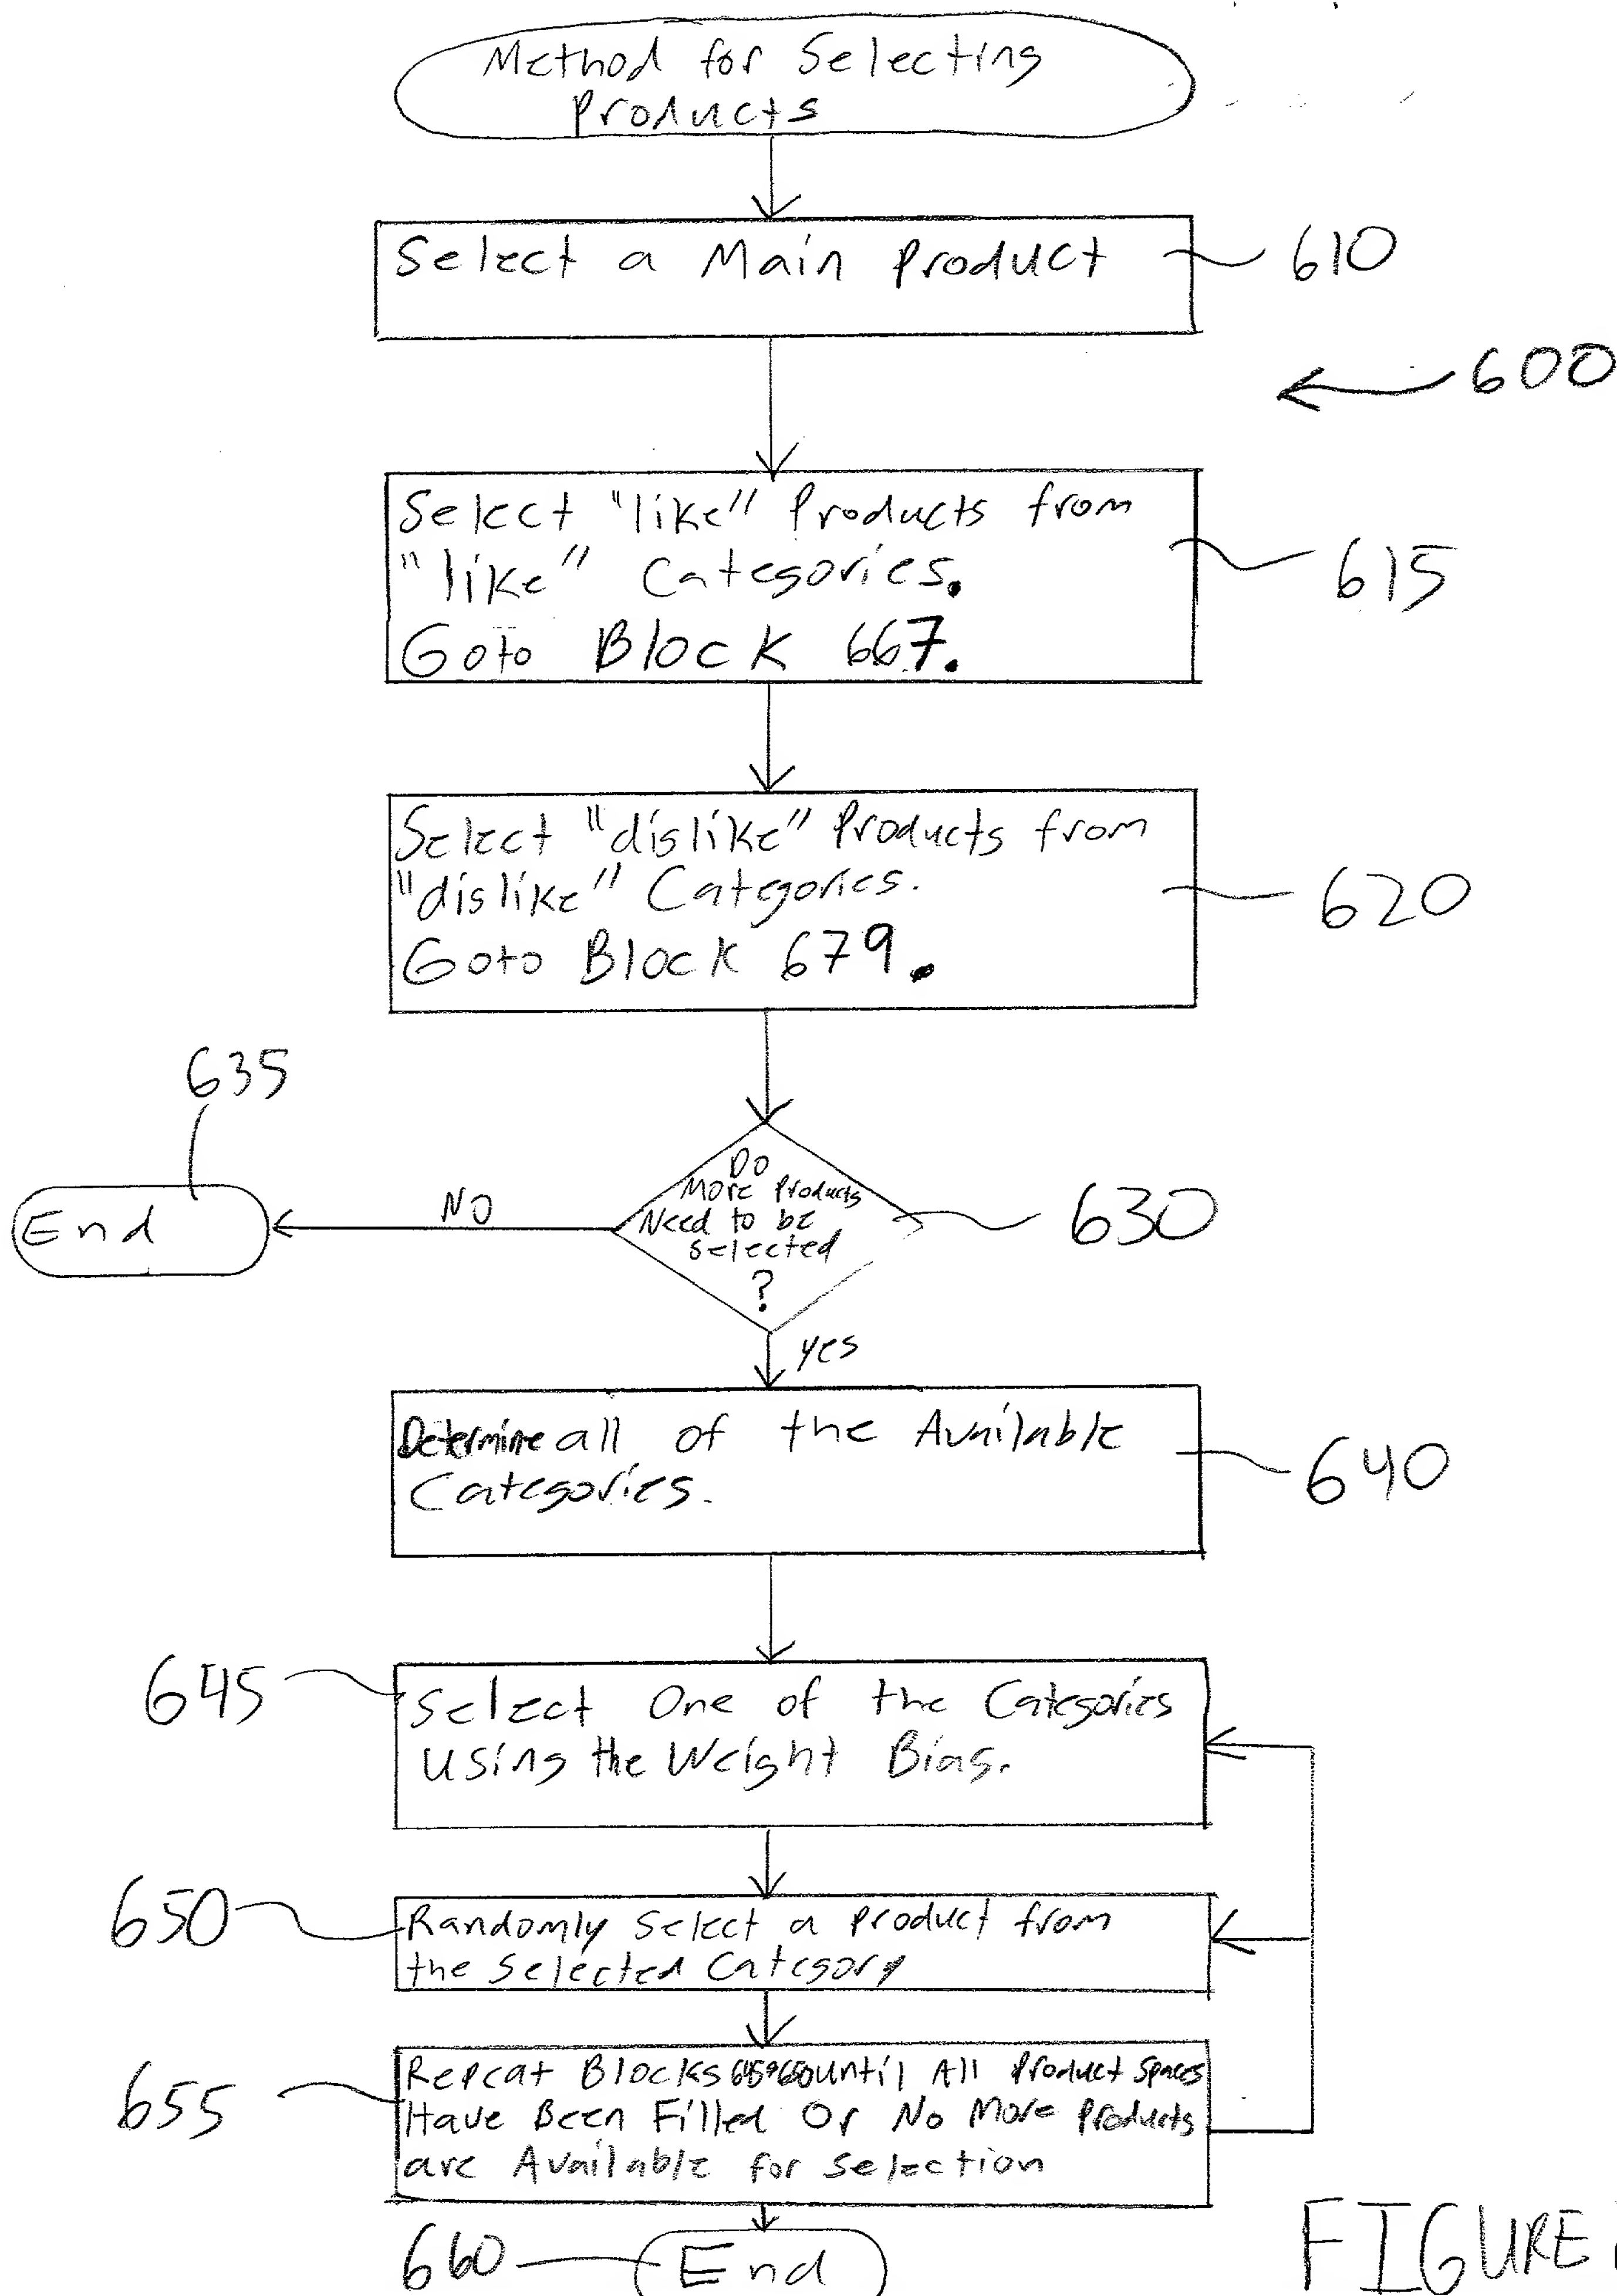 Method for Selecting
Products
Select a Main Product
610
600
Select "like" Products from
"like" Categories.
Goto Block 667.
615
Select "dislike" Products from
"dislike" Categories.
Goto Block 679.
620
635
End
NO
Do
More Products
Need to be
Selected
?
630
yes
Determine all of the Available
Categories.
640
645
Select One of the Categories
using the Weight Bias.
650
Randomly Select a product from
the Selected Category
655
Repeat Blocks until All Product Spaces
Have Been Filled Or No More Products
are Available for Selection
660
End
FIGURE